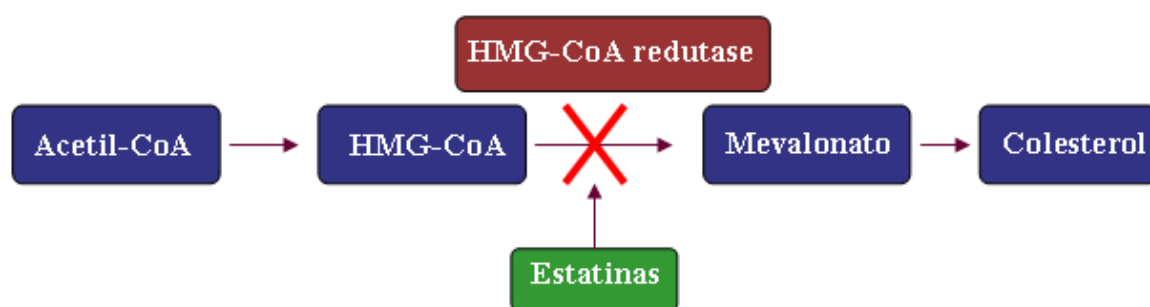 HMG-CoA redutase
Acetil-CoA
HMG-CoA
Mevalonato
Colesterol
Estatinas